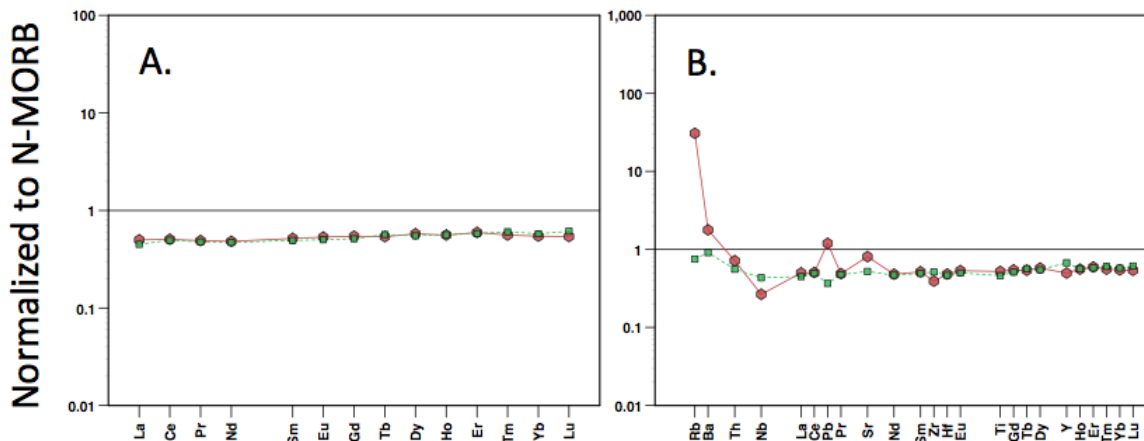 Normalized to N-MORB
A.
100
10
1
0.1
0.01
La Ce Pr Nd Sm Eu Gd Tb Dy Ho Er Tm Yb Lu
B.
1,000
100
10
1
0.1
0.01
Rb Ba Th Nb La Ce Pb Pr Sr Nd Sm Zr Hf Eu Ti Gd Tb Dy Y Ho Er Tm Yb Lu